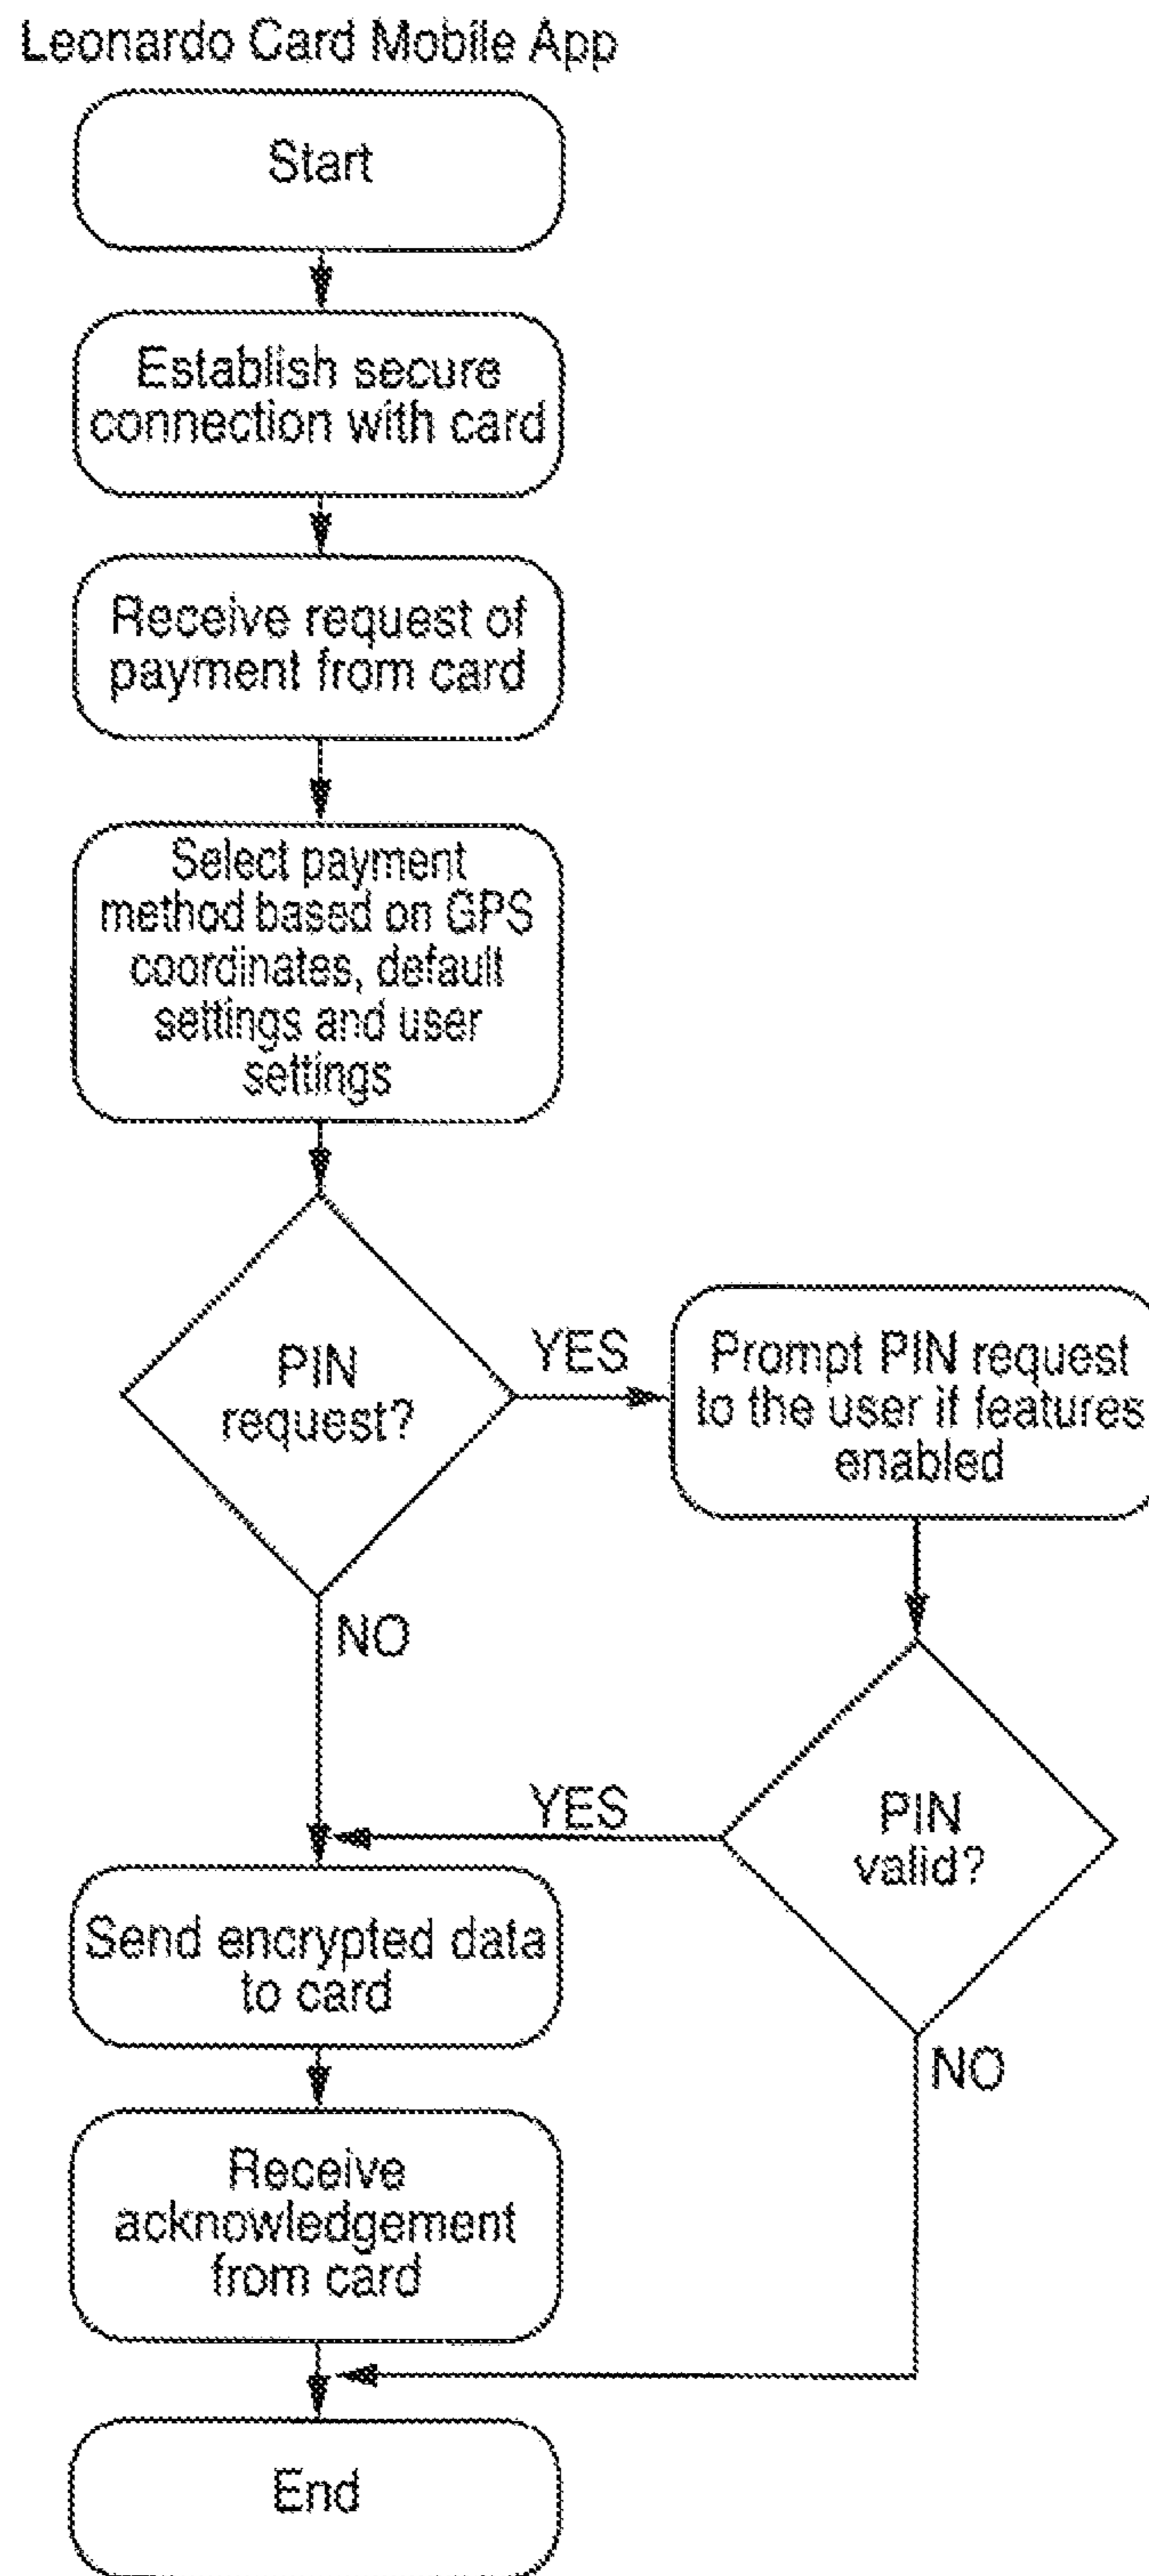 Leonardo Card Mobile App
Start
Establish secure
connection with card
Receive request of
payment from card
Select payment
method based on GPS
coordinates, default
settings and user
settings
PIN
request?
YES
Prompt PIN request
to the user if features
enabled
NO
YES
PIN
valid?
Send encrypted data
to card
NO
Receive
acknowledgement
from card
End